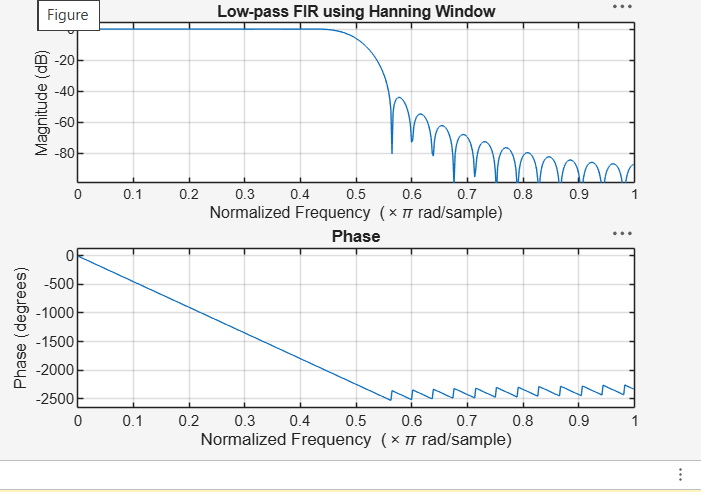 Figure
Low-pass FIR using Hanning Window
Magnitude (dB)
0
-20
-40
-60
-80
0 0.1 0.2 0.3 0.4 0.5 0.6 0.7 0.8 0.9 1
Normalized Frequency (× π rad/sample)
Phase
Phase (degrees)
0
-500
-1000
-1500
-2000
-2500
0 0.1 0.2 0.3 0.4 0.5 0.6 0.7 0.8 0.9 1
Normalized Frequency (× π rad/sample)